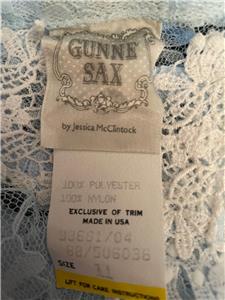 GUNNE
SAX
by Jessica McClintock
100% POLYESTER
100% NYLON
EXCLUSIVE OF TRIM
MADE IN USA
SIZE 11
LIFT FOR CARE INSTRUCTIONS